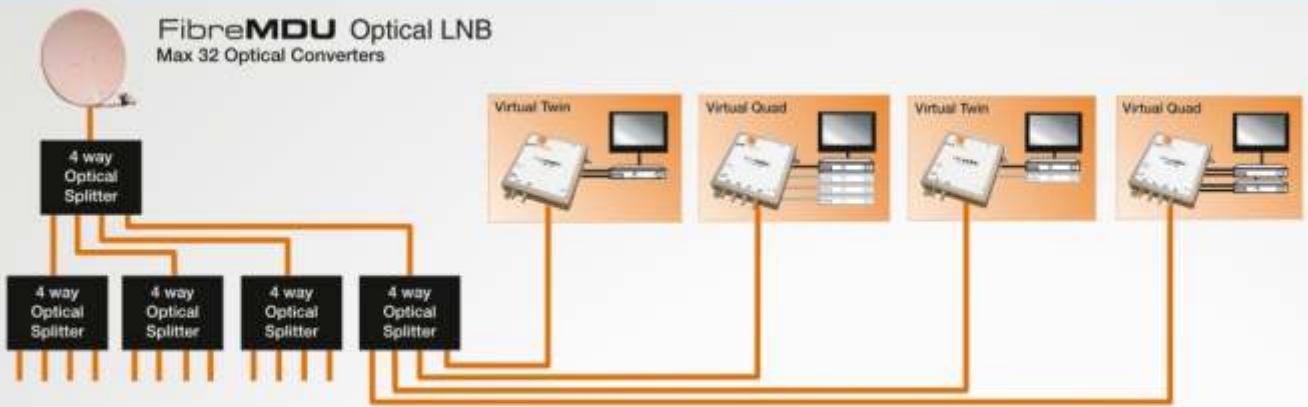 FibreMDU Optical LNB
Max 32 Optical Converters
Virtual Twin
Virtual Quad
Virtual Twin
Virtual Quad
4 way
Optical
Splitter
4 way
Optical
Splitter
4 way
Optical
Splitter
4 way
Optical
Splitter
4 way
Optical
Splitter